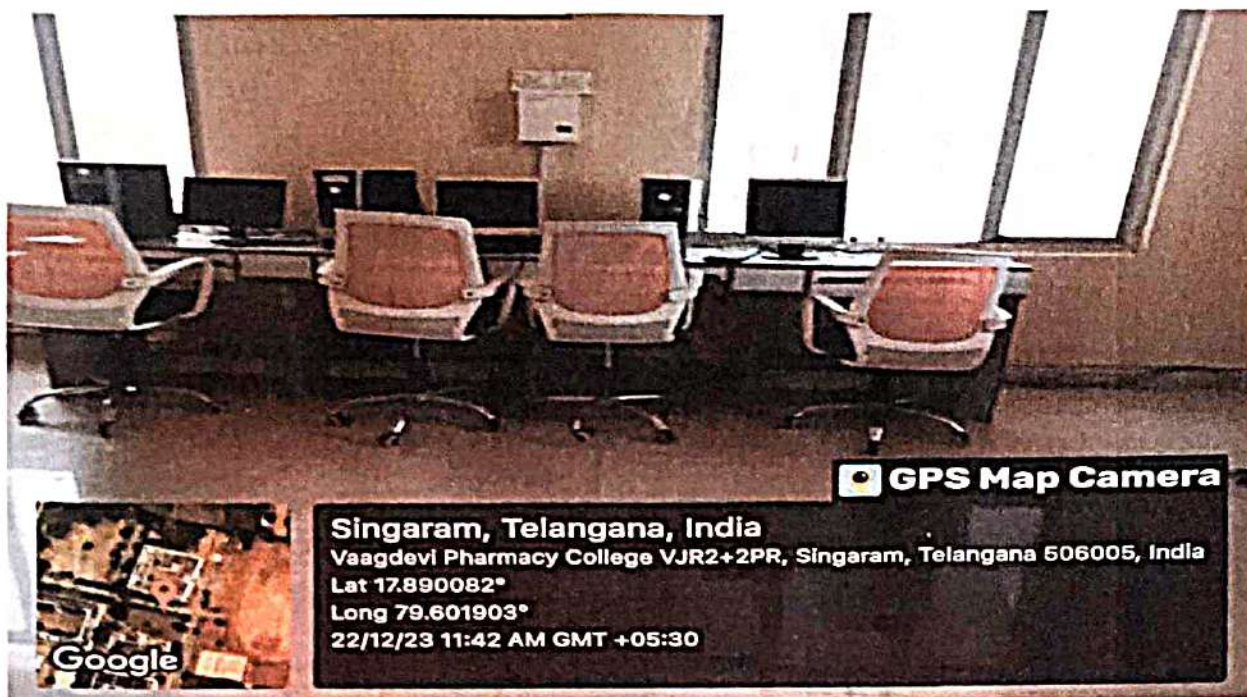 GPS Map Camera
Singaram, Telangana, India
Vaagdevi Pharmacy College VJR2+2PR, Singaram, Telangana 506005, India
Lat 17.890082°
Long 79.601903°
22/12/23 11:42 AM GMT +05:30
Google